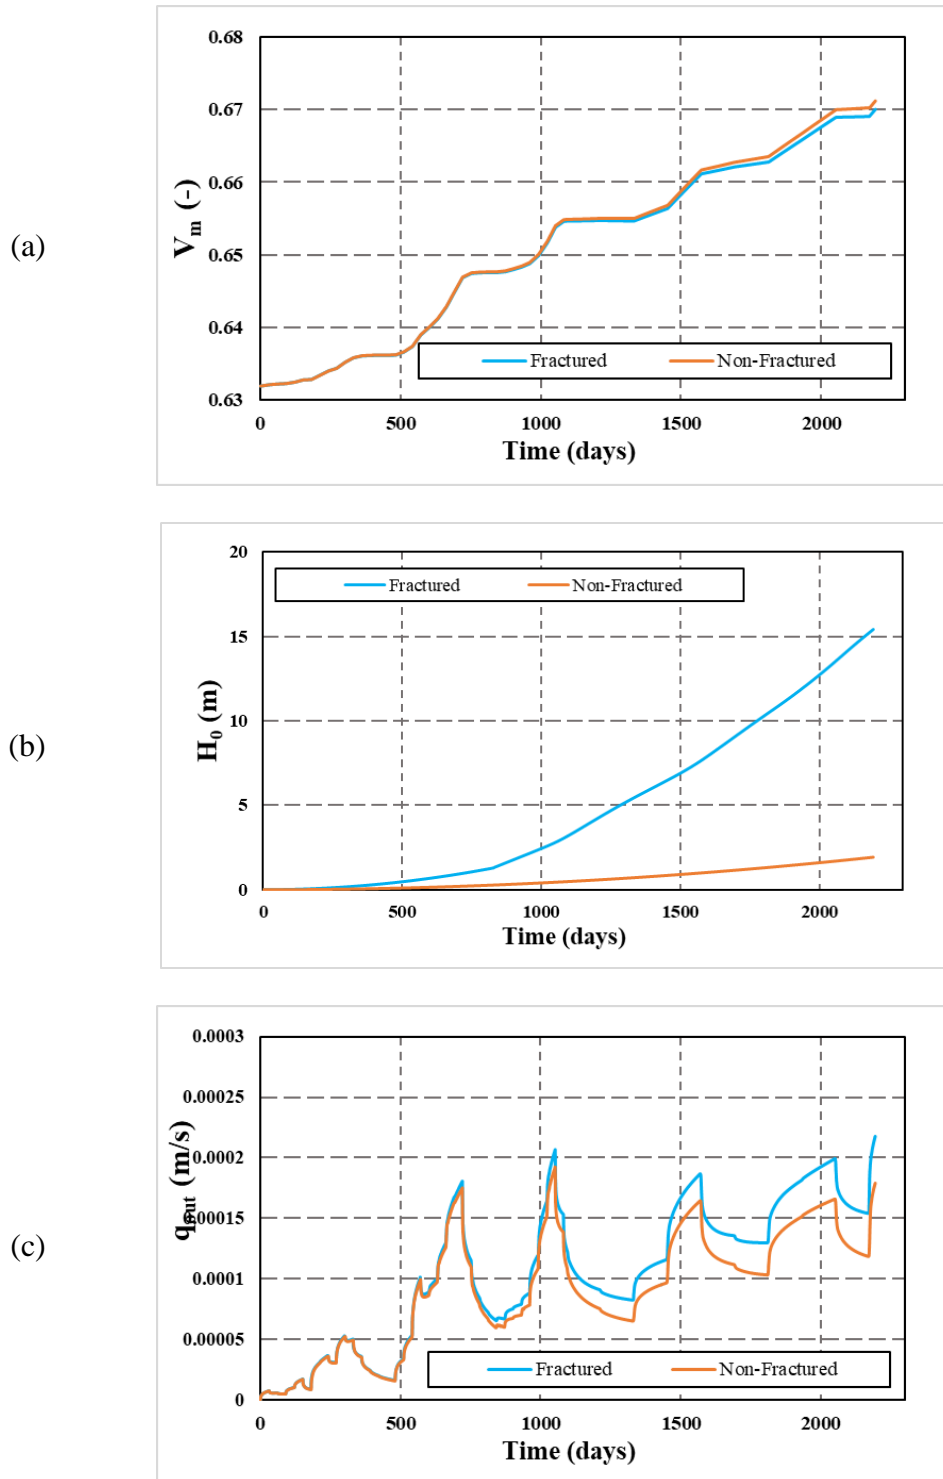 (a)
0.68
0.67
0.66
0.65
0.64
0.63
Vm (-)
Fractured Non-Fractured
0 500 1000 1500 2000
Time (days)
(b)
20
15
10
5
0
H0 (m)
Fractured Non-Fractured
0 500 1000 1500 2000
Time (days)
(c)
0.0003
0.00025
0.0002
0.00015
0.0001
0.00005
0
qout (m/s)
Fractured Non-Fractured
0 500 1000 1500 2000
Time (days)